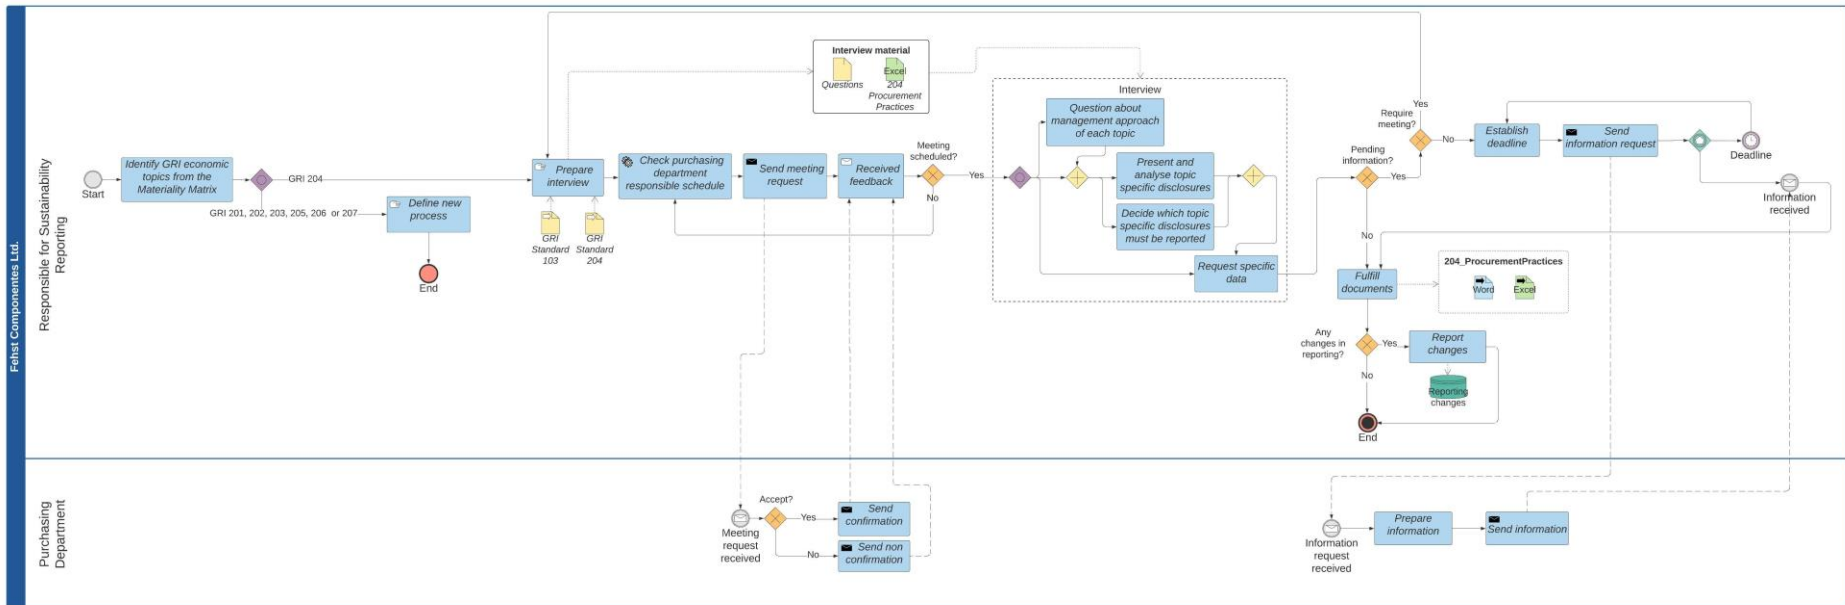 Fehst Componentes Ltd.
Responsible for Sustainability
Reporting
Start
Identify GRI economic
topics from the
Materiality Matrix
GRI 204
GRI 201, 202, 203, 205, 206 or 207
Define new
process
End
Prepare
interview
GRI
Standard
103
GRI
Standard
204
Interview material
Questions
Excel
204
Procurement
Practices
Check purchasing
department
responsible schedule
Send meeting
request
Received
feedback
Meeting
scheduled?
Yes
No
Interview
Question about
management approach
of each topic
Present and
analyse topic
specific disclosures
Decide which topic
specific disclosures
must be reported
Request specific
data
Pending
information?
Yes
No
Require
meeting?
Yes
No
Establish
deadline
Send
information request
Deadline
Information
received
Fulfill
documents
204_ProcurementPractices
Word
Excel
Any
changes in
reporting?
Yes
No
Report
changes
Reporting
changes
End
Purchasing
Department
Meeting
request
received
Accept?
Yes
No
Send
confirmation
Send non
confirmation
Information
request
received
Prepare
information
Send information